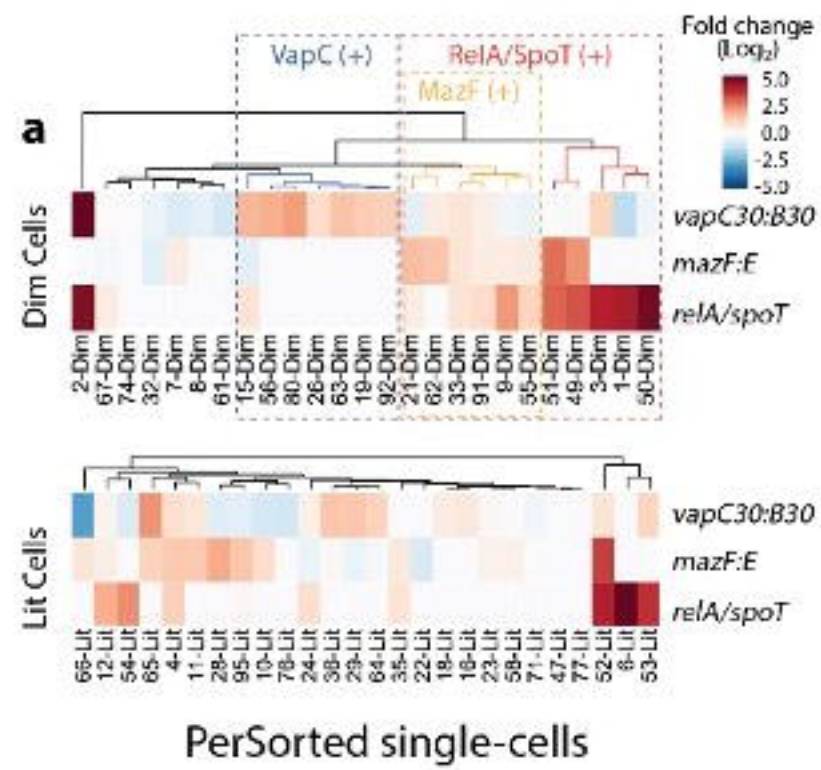 Fold change
(Log₂)
VapC (+)
RelA/SpoT (+)
MazF (+)
5.0
2.5
0.0
-2.5
-5.0
a
Dim Cells
vapC30:B30
mazF:E
relA/spoT
2-Dim
67-Dim
74-Dim
32-Dim
7-Dim
8-Dim
61-Dim
15-Dim
56-Dim
80-Dim
26-Dim
63-Dim
19-Dim
92-Dim
21-Dim
62-Dim
33-Dim
91-Dim
9-Dim
55-Dim
51-Dim
49-Dim
3-Dim
1-Dim
50-Dim
Lit Cells
vapC30:B30
mazF:E
relA/spoT
66-Lit
12-Lit
54-Lit
65-Lit
4-Lit
11-Lit
28-Lit
95-Lit
10-Lit
24-Lit
29-Lit
64-Lit
35-Lit
22-Lit
18-Lit
16-Lit
23-Lit
58-Lit
71-Lit
47-Lit
77-Lit
52-Lit
6-Lit
53-Lit
PerSorted single-cells